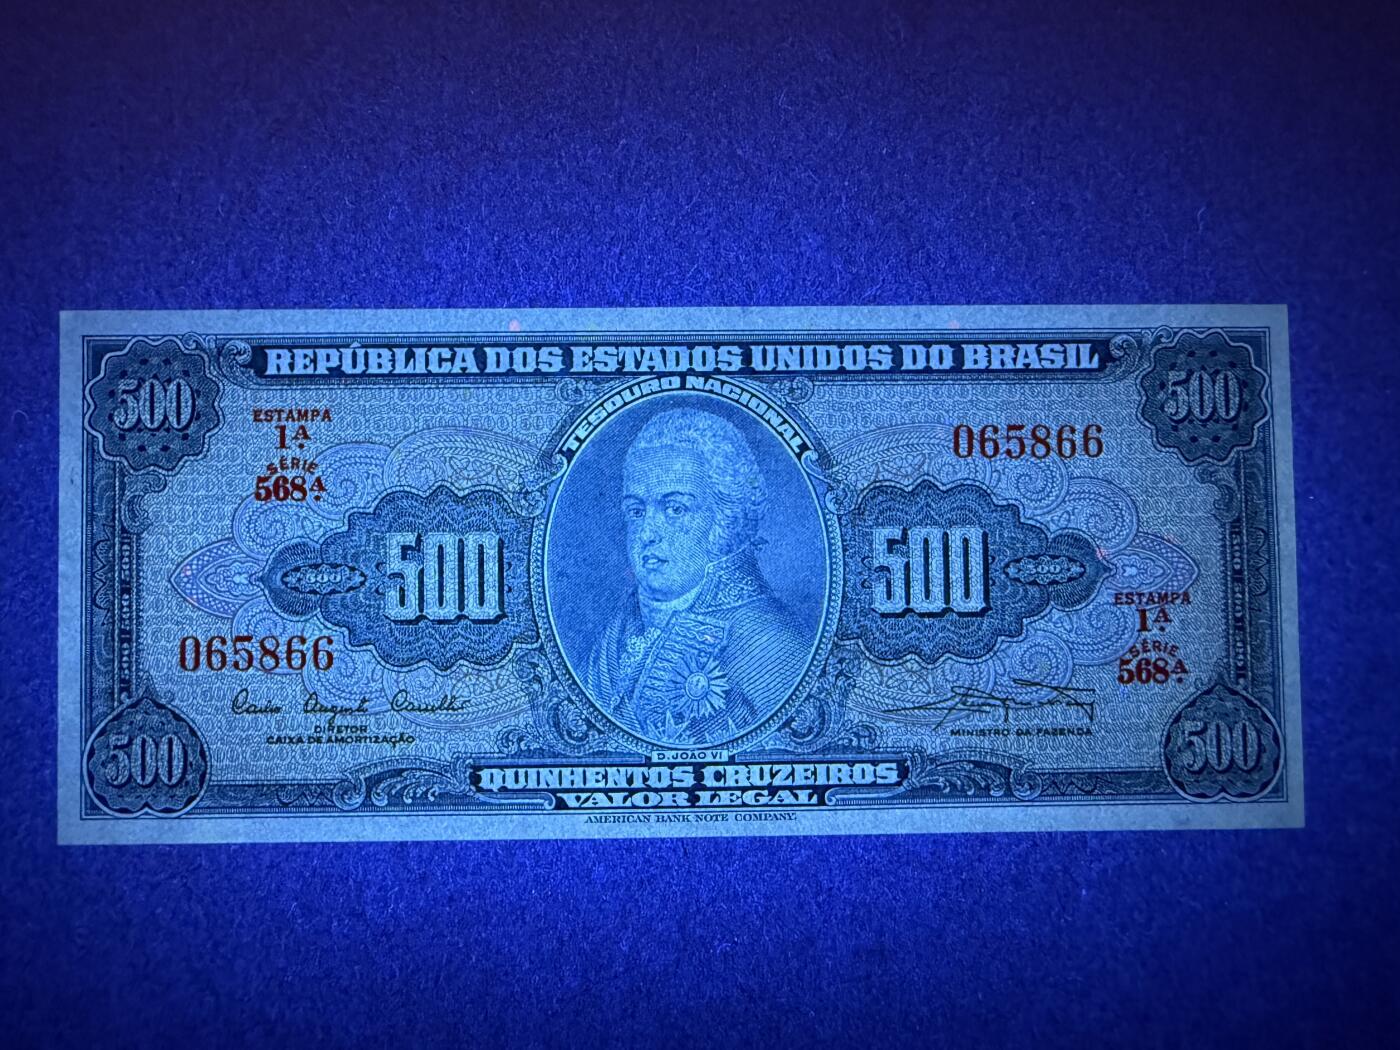 REPÚBLICA DOS ESTADOS UNIDOS DO BRASIL
TESOURO NACIONAL
500
500
ESTAMPA
1A.
SÉRIE
568A.
065866
500
500
500
500
ESTAMPA
1A.
SÉRIE
568A.
065866
DIRETOR
CAIXA DE AMORTIZAÇÃO
MINISTRO DA FAZENDA
D. JOÃO VI
500
500
QUINHENTOS CRUZEIROS
VALOR LEGAL
AMERICAN BANK NOTE COMPANY.